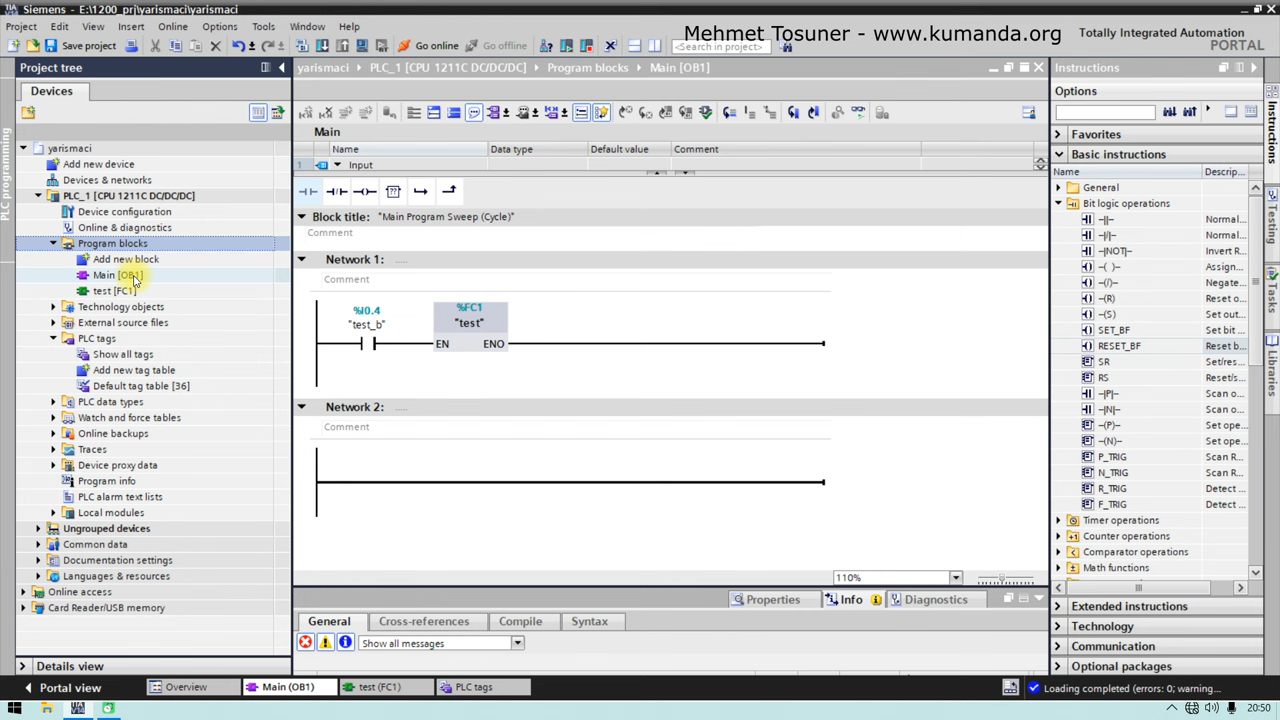 Siemens - E:\1200_prj\yarismaci\yarismaci
Project Edit View Insert Online Options Tools Window Help
Mehmet Tosuner - www.kumanda.org
Totally Integrated Automation
PORTAL
Save project
Go online
Go offline
<Search in project>
Project tree
Devices
PLC programming
yarismaci
Add new device
Devices & networks
PLC_1 [CPU 1211C DC/DC/DC]
Device configuration
Online & diagnostics
Program blocks
Add new block
Main [OB1]
test [FC1]
Technology objects
External source files
PLC tags
Show all tags
Add new tag table
Default tag table [36]
PLC data types
Watch and force tables
Online backups
Traces
Device proxy data
Program info
PLC alarm text lists
Local modules
Ungrouped devices
Common data
Documentation settings
Languages & resources
Online access
Card Reader/USB memory
Details view
yarismaci PLC_1 [CPU 1211C DC/DC/DC] Program blocks Main [OB1]
Main
Name Data type Default value Comment
1 Input
Block title: "Main Program Sweep (Cycle)"
Comment
Network 1: .....
Comment
%I0.4
"test_b"
%FC1
"test"
EN ENO
Network 2: .....
Comment
110%
Properties Info Diagnostics
General Cross-references Compile Syntax
Show all messages
Instructions
Options
Favorites
Basic instructions
Name Descrip...
General
Bit logic operations
-||- Normal...
-|/|- Normal...
-|NOT|- Invert R...
-( )- Assign...
-(/)- Negate...
-(R) Reset o...
-(S) Set out...
SET_BF Set bit ...
RESET_BF Reset b...
SR Set/res...
RS Reset/s...
-|P|- Scan o...
-|N|- Scan o...
-(P)- Set ope...
-(N)- Set ope...
P_TRIG Scan R...
N_TRIG Scan R...
R_TRIG Detect ...
F_TRIG Detect ...
Timer operations
Counter operations
Comparator operations
Math functions
Extended instructions
Technology
Communication
Optional packages
Instructions
Testing
Tasks
Libraries
Portal view
Overview
Main (OB1)
test (FC1)
PLC tags
Loading completed (errors: 0; warning...
20:50